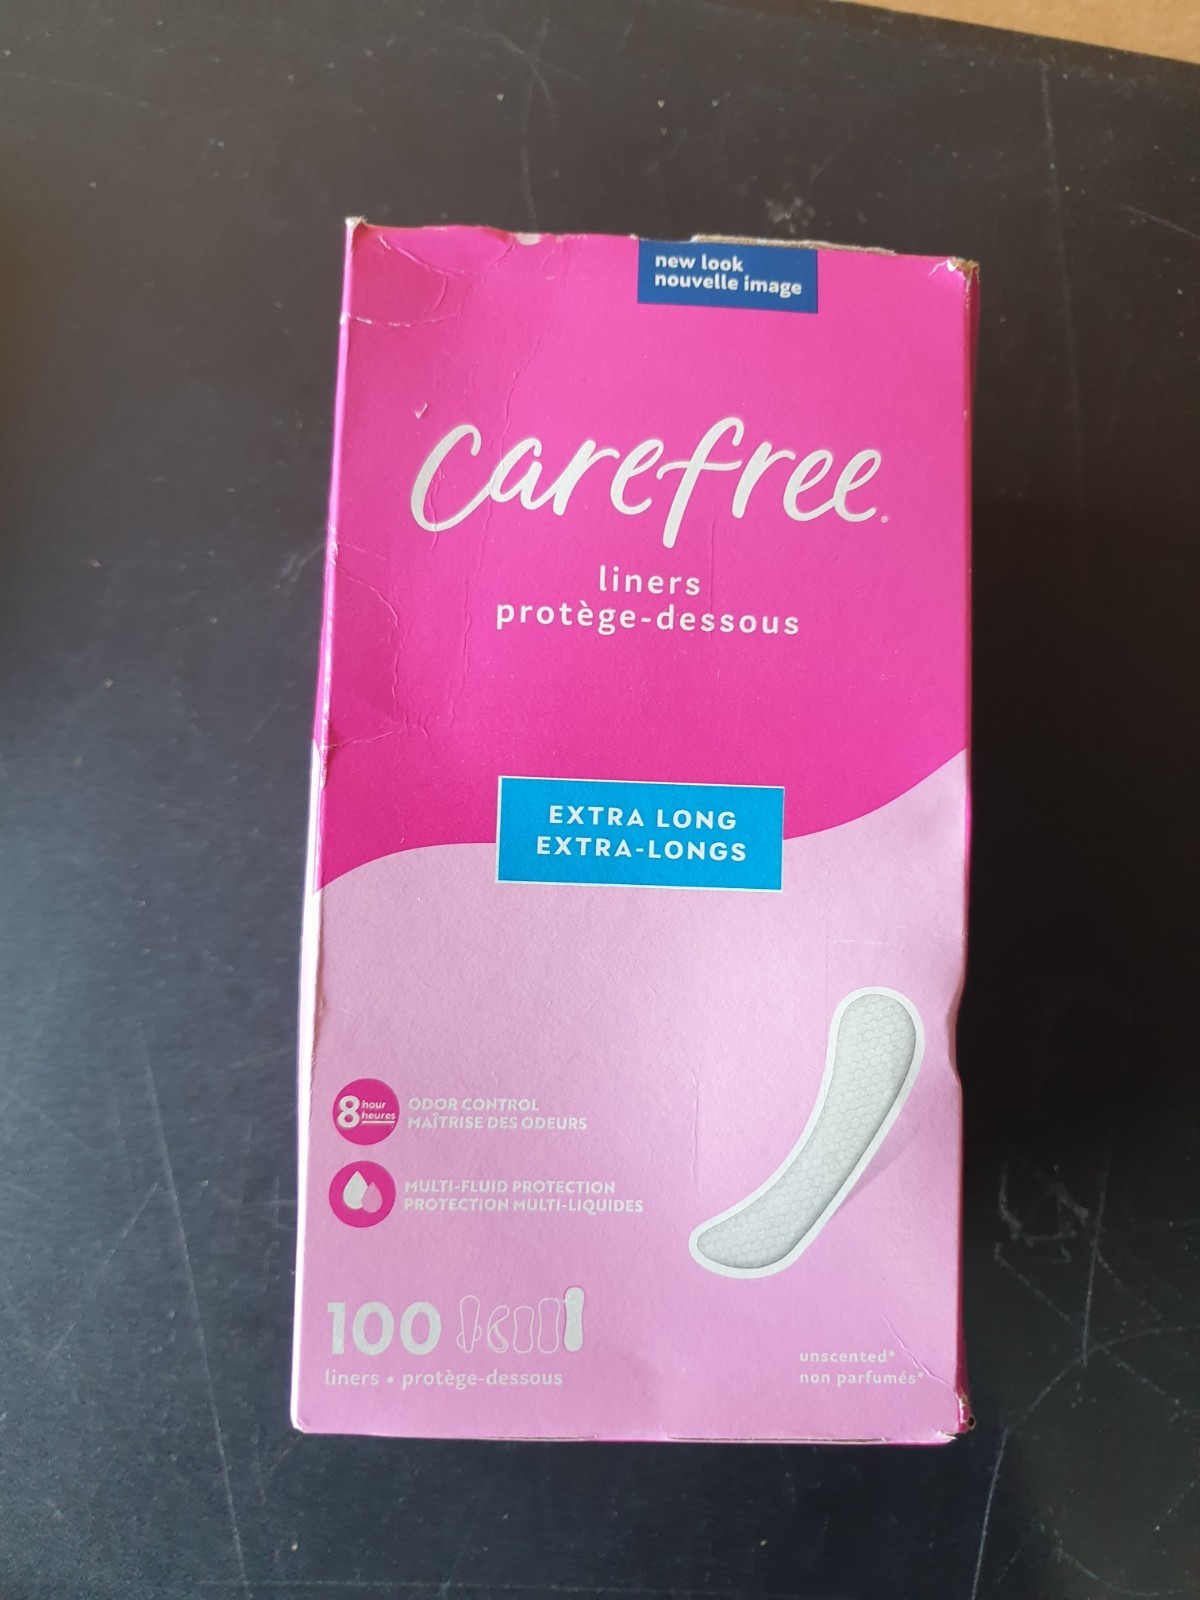 new look
nouvelle image
carefree
liners
protège-dessous
EXTRA LONG
EXTRA-LONGS
8 hour heures
ODOR CONTROL
MAÎTRISE DES ODEURS
MULTI-FLUID PROTECTION
PROTECTION MULTI-LIQUIDES
100
liners • protège-dessous
unscented*
non parfumés*